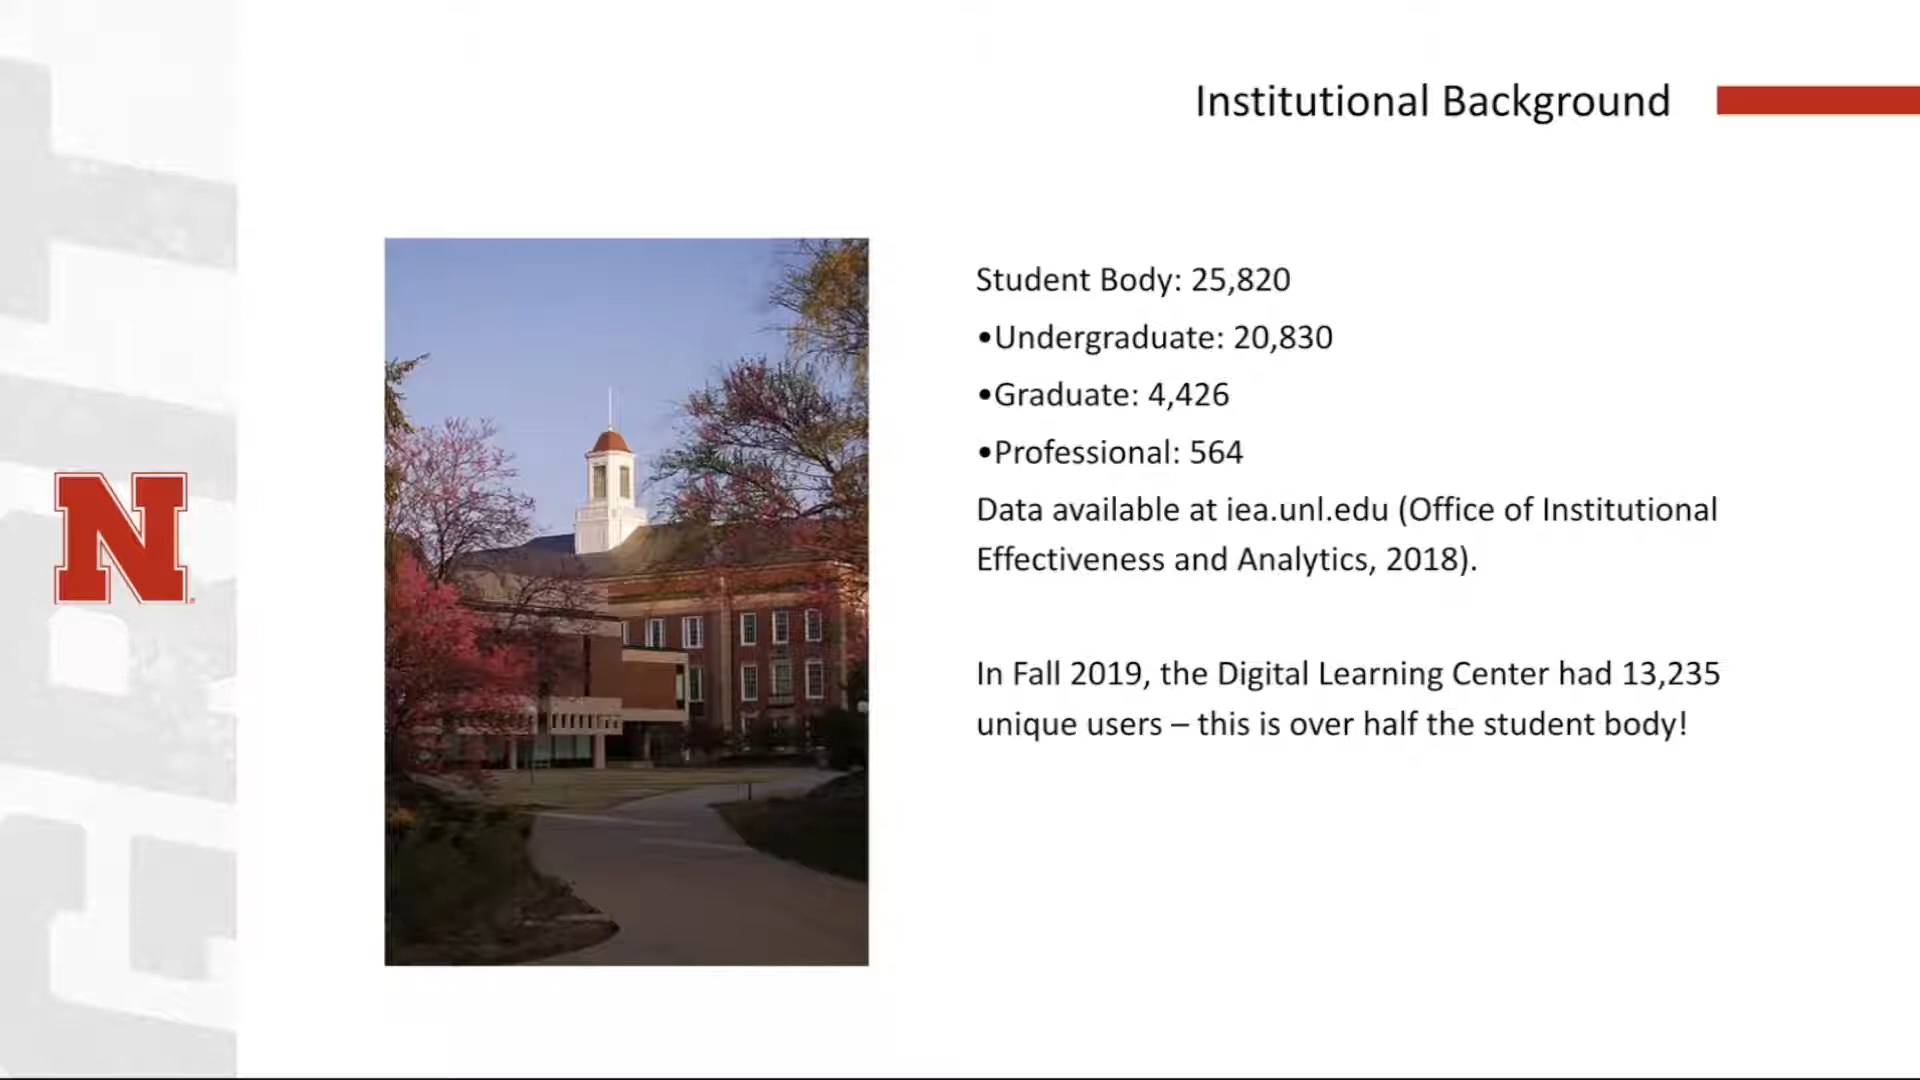 Institutional Background
Student Body: 25,820
•Undergraduate: 20,830
•Graduate: 4,426
•Professional: 564
Data available at iea.unl.edu (Office of Institutional
Effectiveness and Analytics, 2018).
In Fall 2019, the Digital Learning Center had 13,235
unique users – this is over half the student body!
N